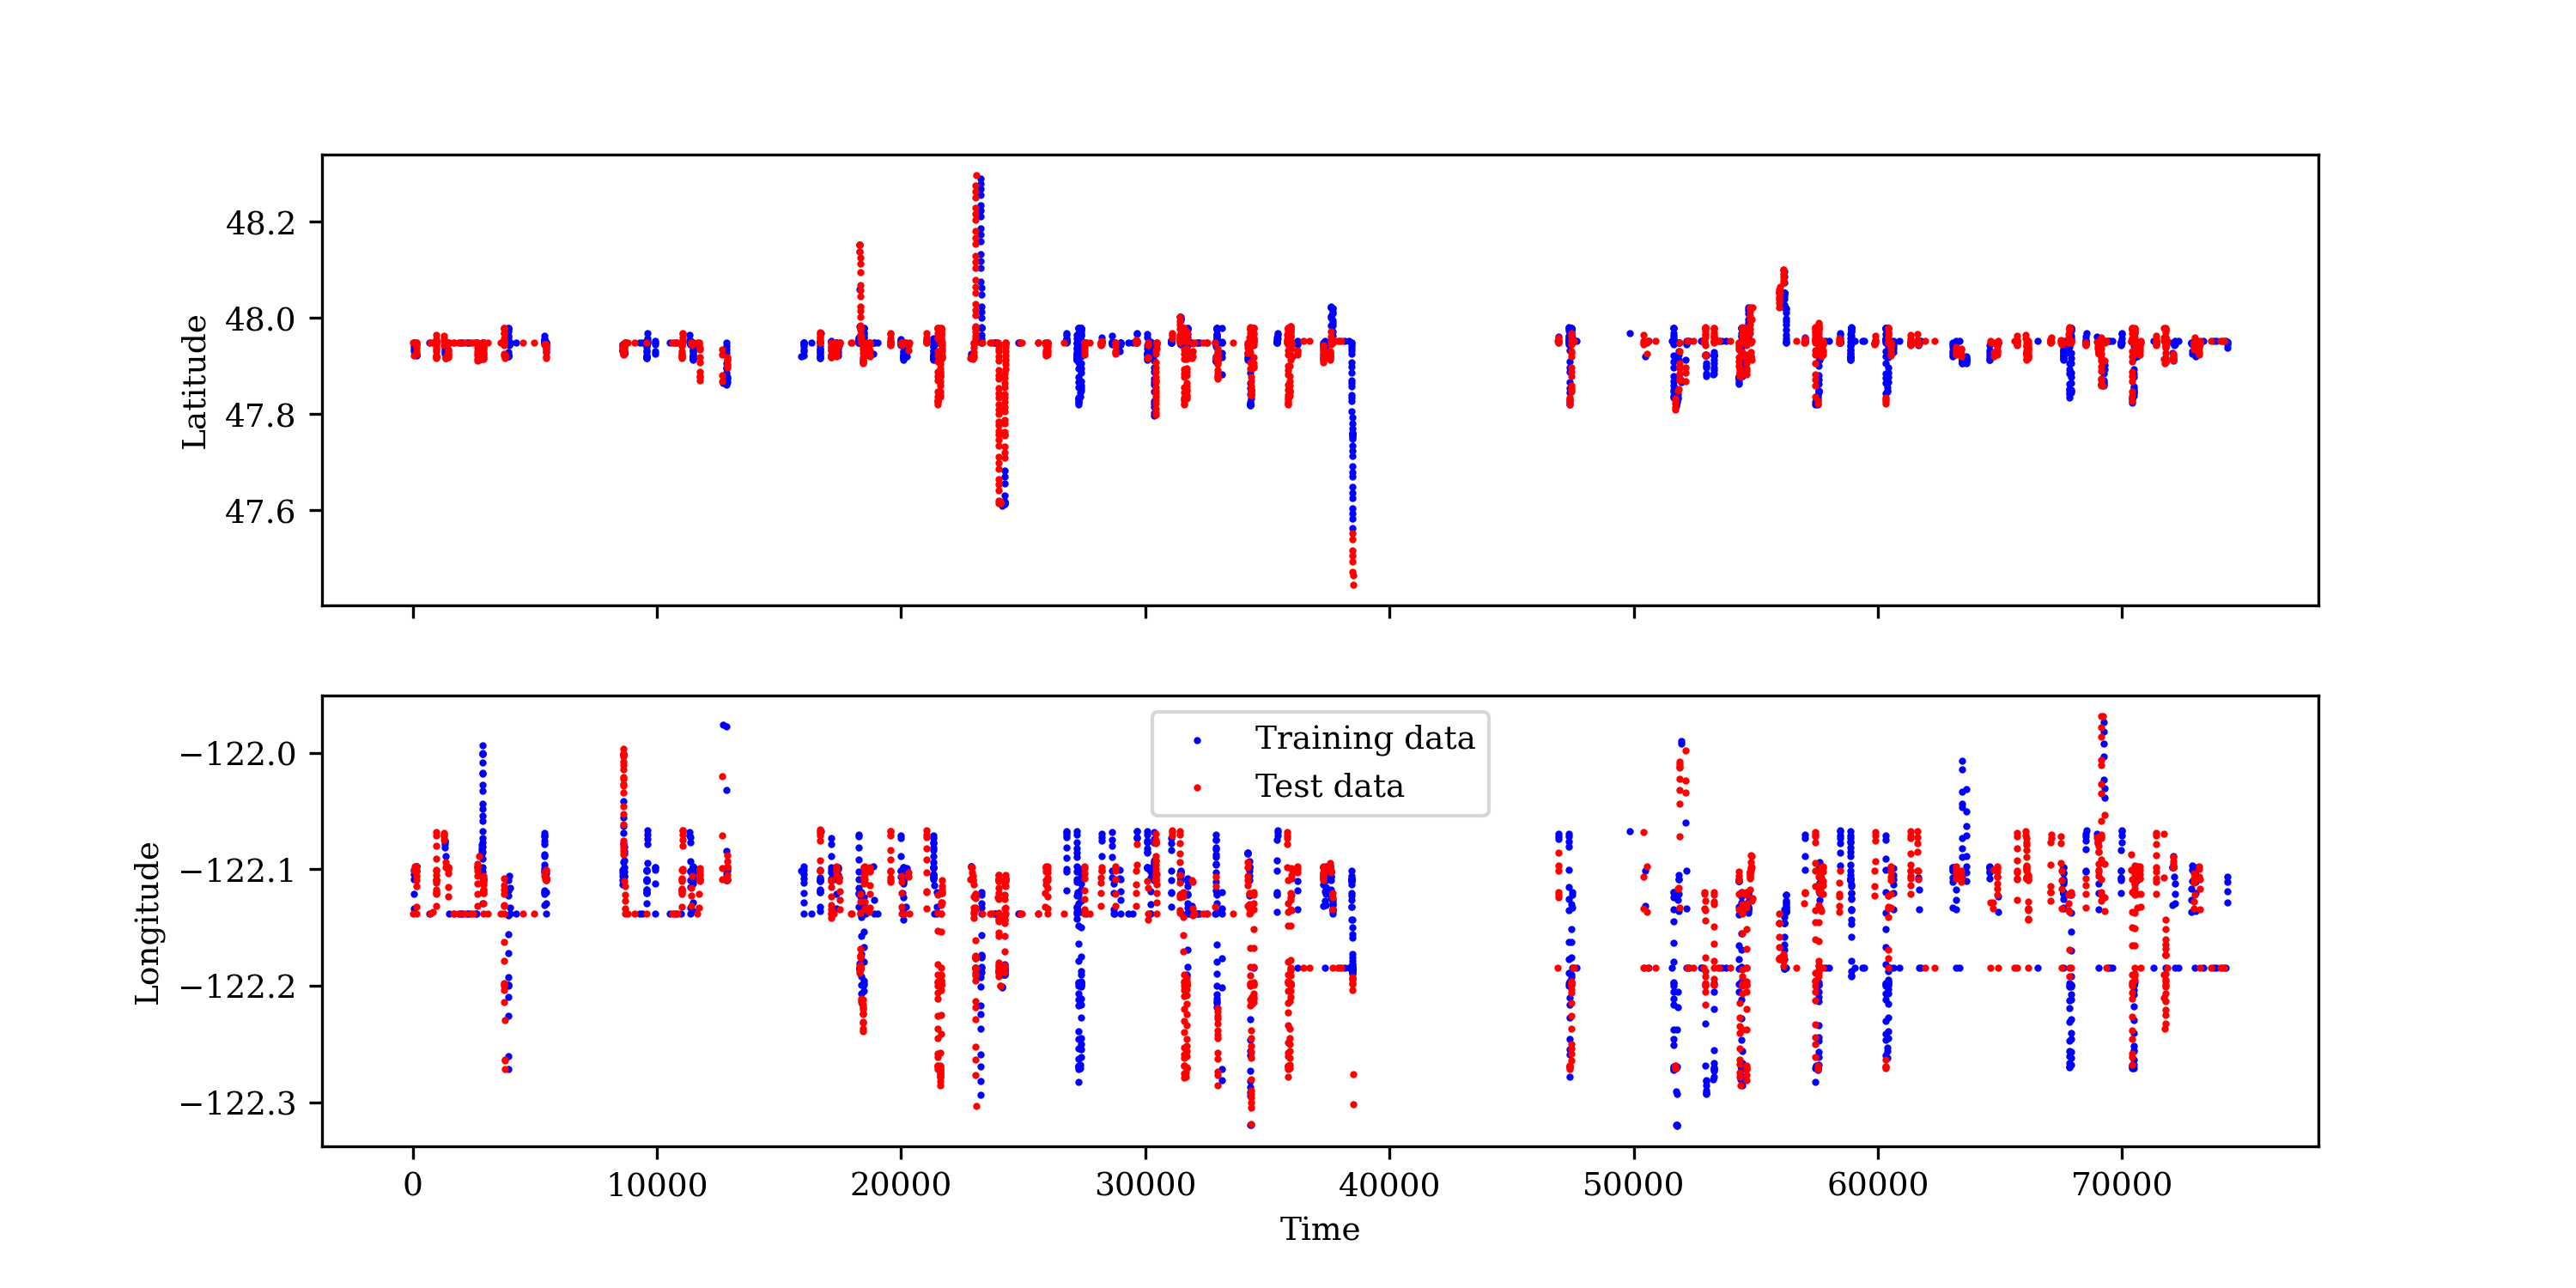 48.2
48.0
47.8
47.6
Latitude
−122.0
−122.1
−122.2
−122.3
Longitude
Training data
Test data
0 10000 20000 30000 40000 50000 60000 70000
Time